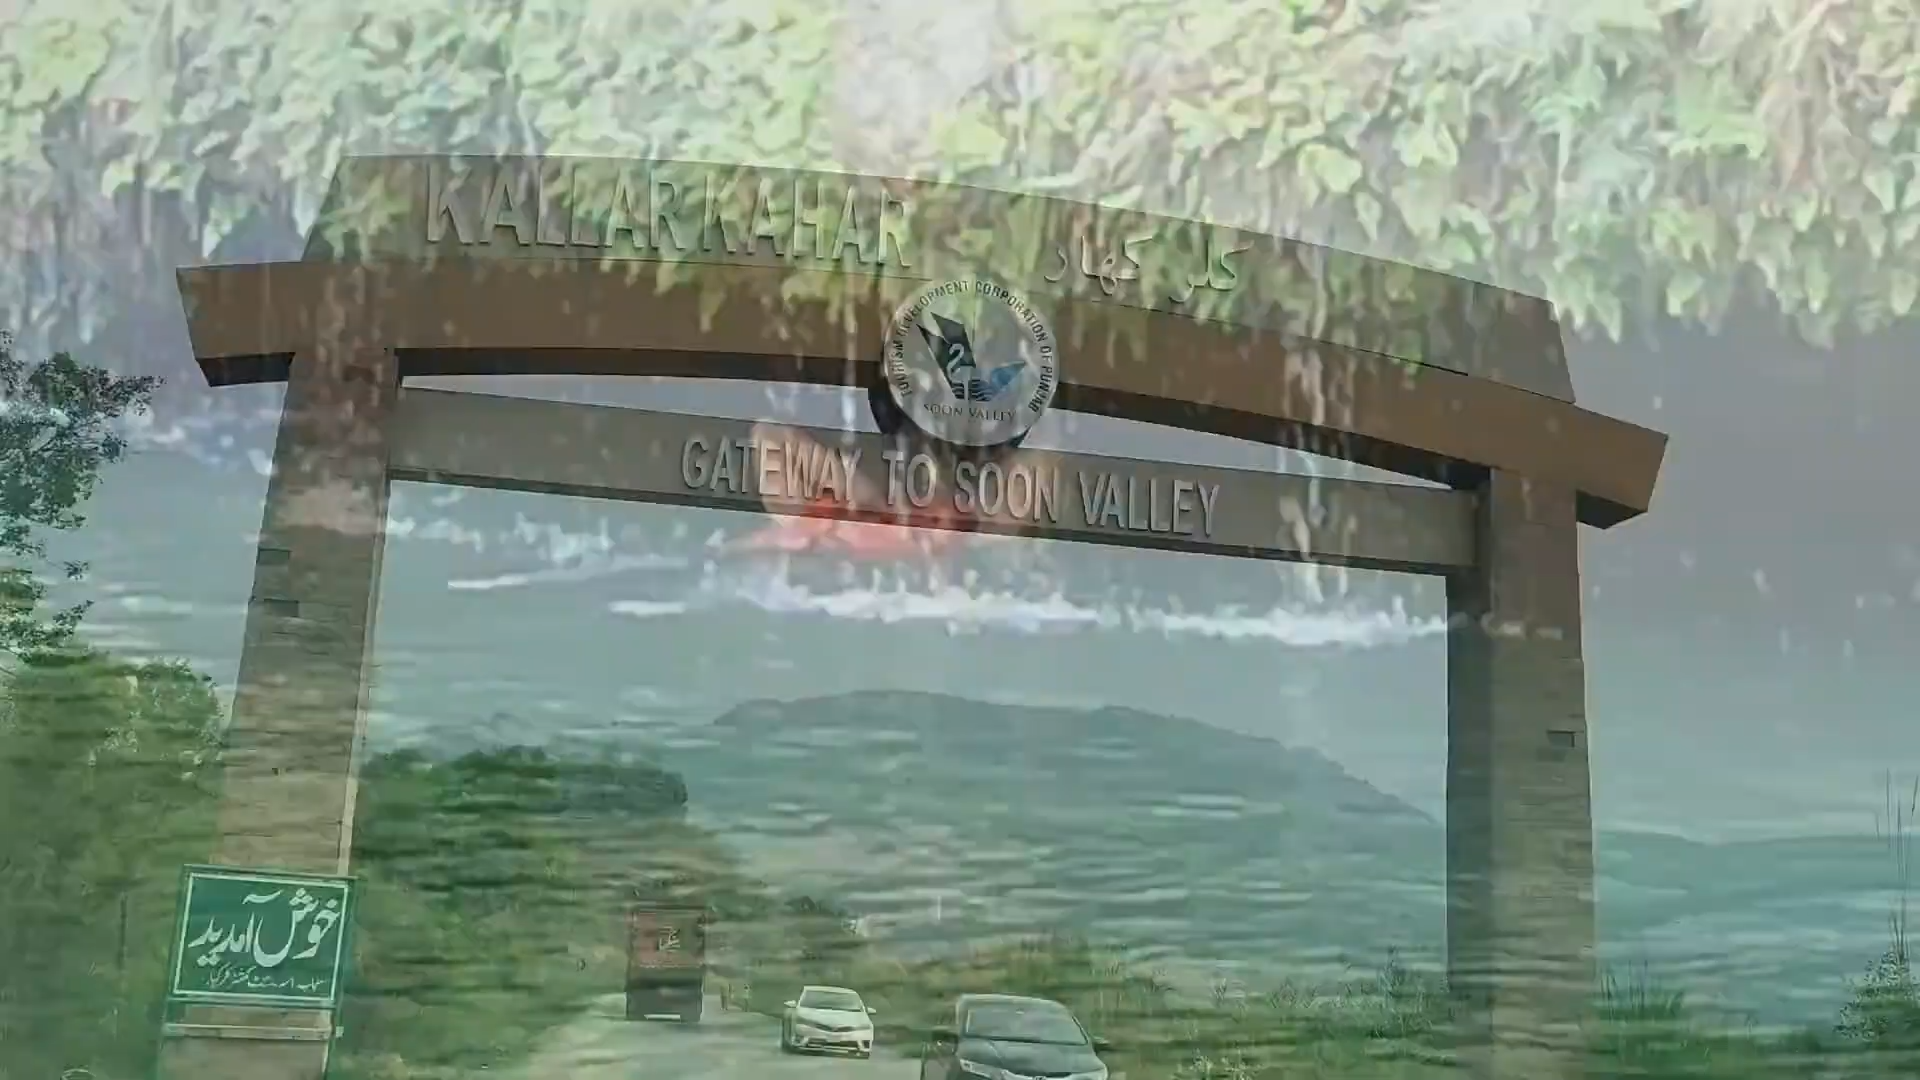 KALLAR KAHAR
کلر کہار
TOURISM DEVELOPMENT CORPORATION OF PUNJAB
SOON VALLEY
GATEWAY TO SOON VALLEY
خوش آمدید